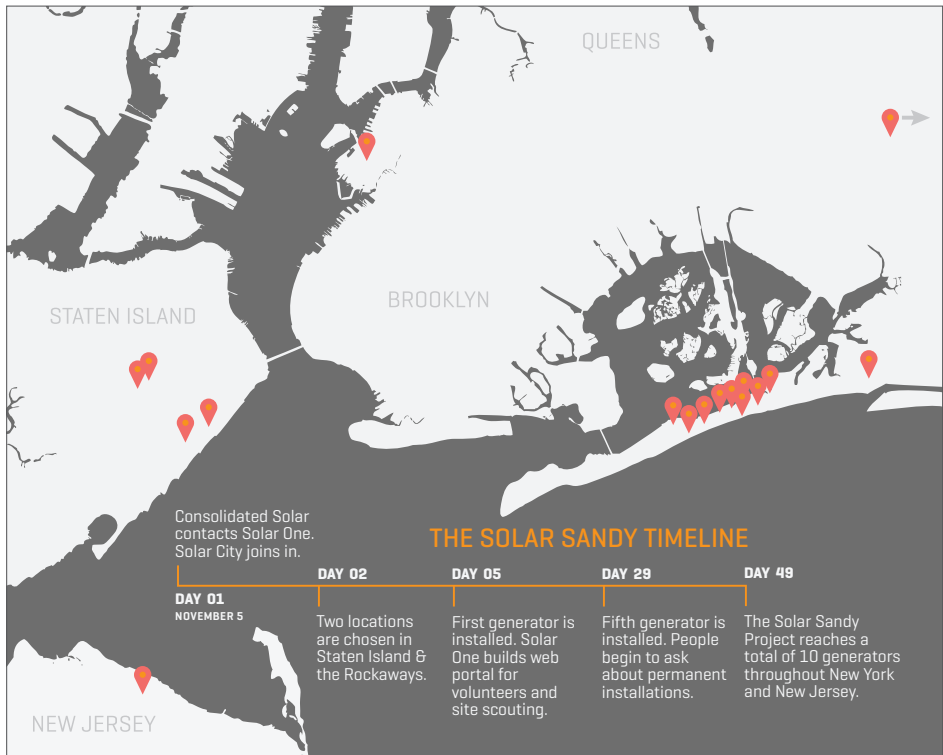 QUEENS
BROOKLYN
STATEN ISLAND
Consolidated Solar
contacts Solar One.
Solar City joins in.
THE SOLAR SANDY TIMELINE
DAY 01
NOVEMBER 5
DAY 02
Two locations
are chosen in
Staten Island &
the Rockaways.
DAY 05
First generator is
installed. Solar
One builds web
portal for
volunteers and
site scouting.
DAY 29
Fifth generator is
installed. People
begin to ask
about permanent
installations.
DAY 49
The Solar Sandy
Project reaches a
total of 10 generators
throughout New York
and New Jersey.
NEW JERSEY